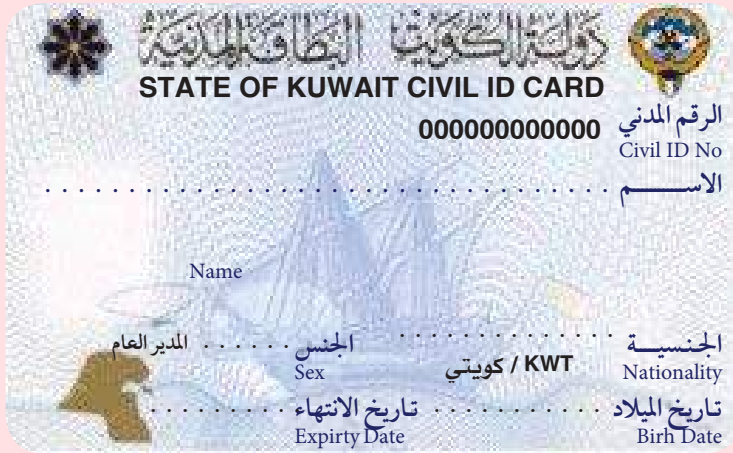 دولة الكويت البطاقة المدنية
STATE OF KUWAIT CIVIL ID CARD
الرقم المدني 000000000000
Civil ID No
الاســـــم . . . . . . . . . . . . . . . . . . . . . . . . . . . .
Name
الجنسيـــة . . . . . . . . . . . . . . . الجنس . . . . . . المدير العام
Nationality KWT / كويتي Sex
تاريخ الميلاد . . . . . . . . . . تاريخ الانتهاء . . . . . . . . . .
Birh Date Expirty Date